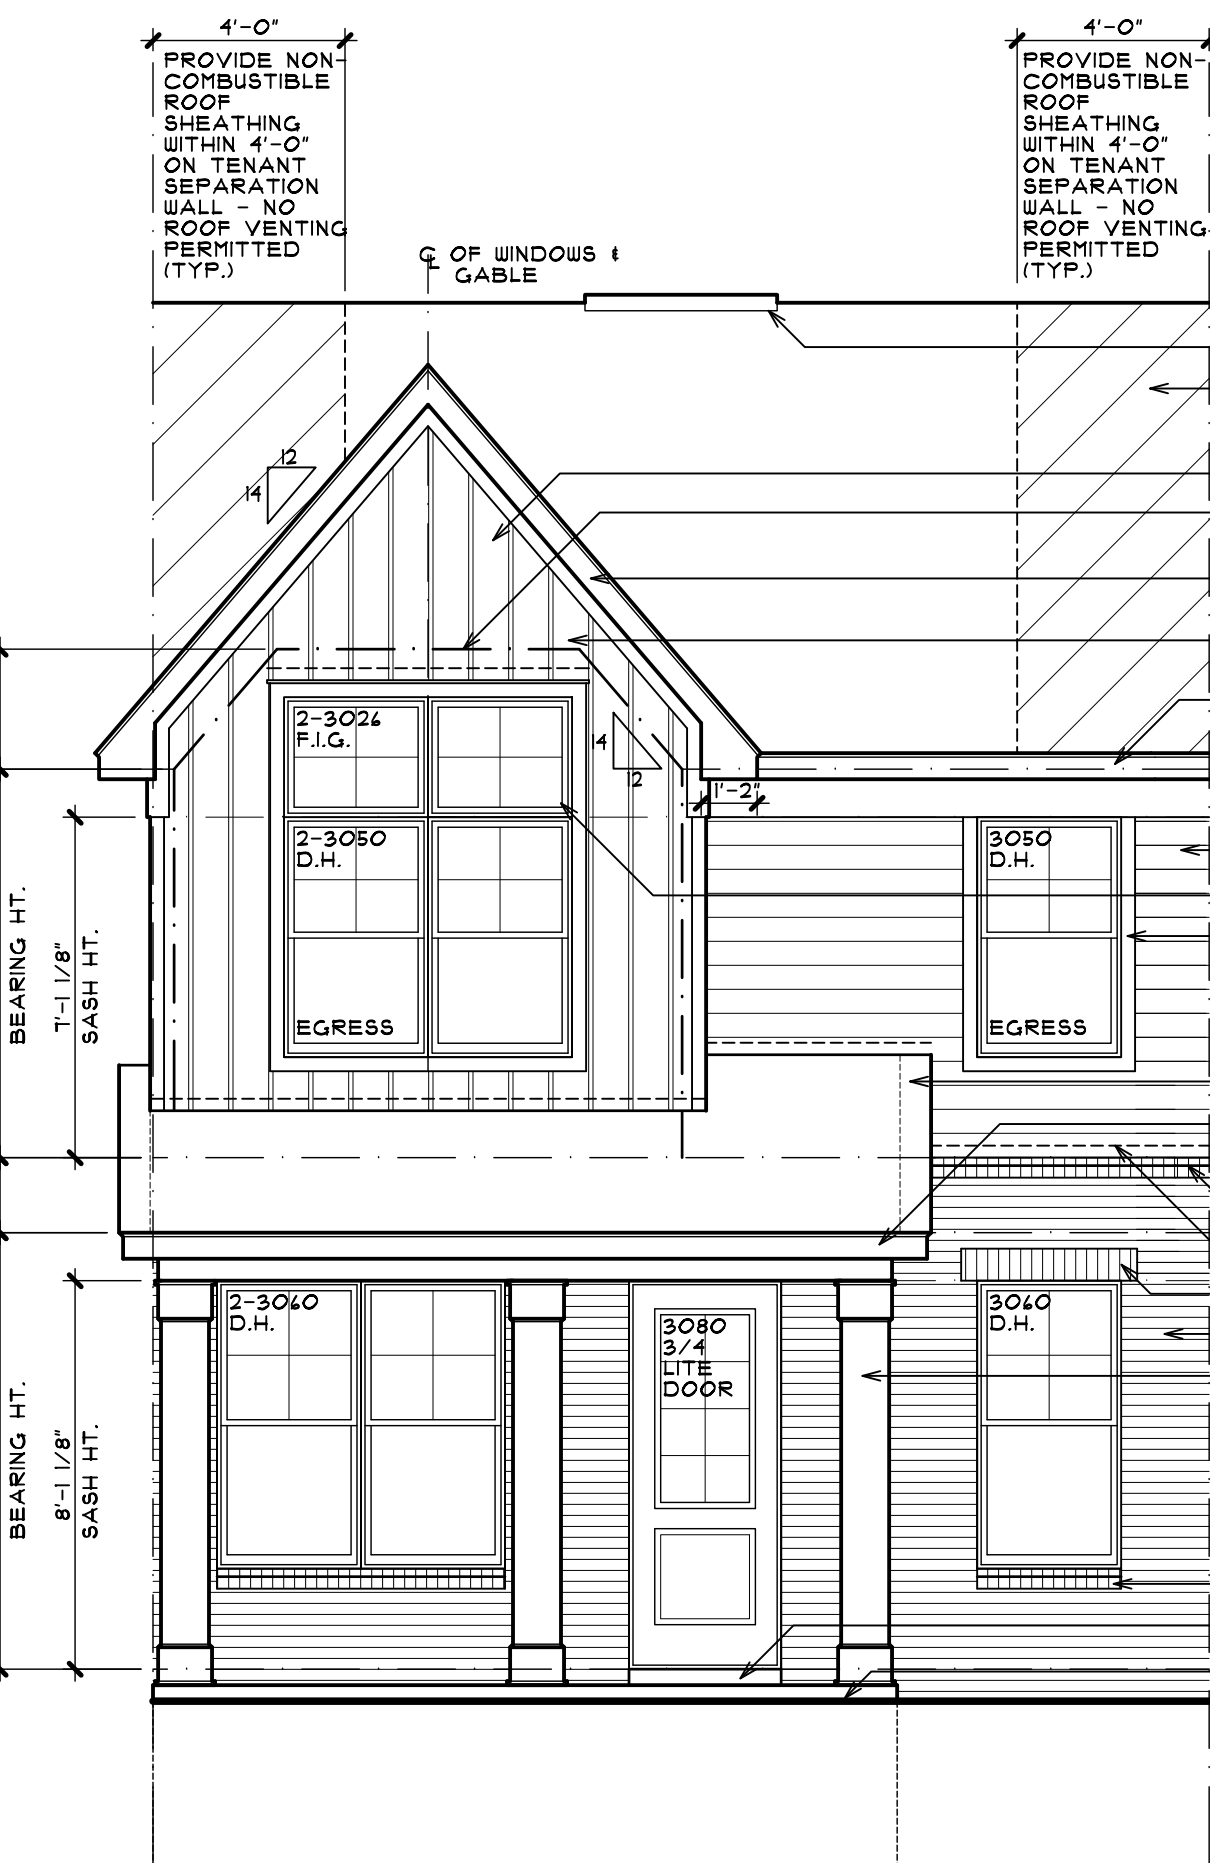 4'-0"
PROVIDE NON-
COMBUSTIBLE
ROOF
SHEATHING
WITHIN 4'-0"
ON TENANT
SEPARATION
WALL - NO
ROOF VENTING
PERMITTED
(TYP.)
4'-0"
PROVIDE NON-
COMBUSTIBLE
ROOF
SHEATHING
WITHIN 4'-0"
ON TENANT
SEPARATION
WALL - NO
ROOF VENTING
PERMITTED
(TYP.)
℄ OF WINDOWS &
GABLE
12
14
2-3026
F.I.G.
14
12
1'-2"
2-3050
D.H.
EGRESS
3050
D.H.
EGRESS
BEARING HT.
7'-1 1/8"
SASH HT.
2-3060
D.H.
3080
3/4
LITE
DOOR
3060
D.H.
BEARING HT.
8'-1 1/8"
SASH HT.